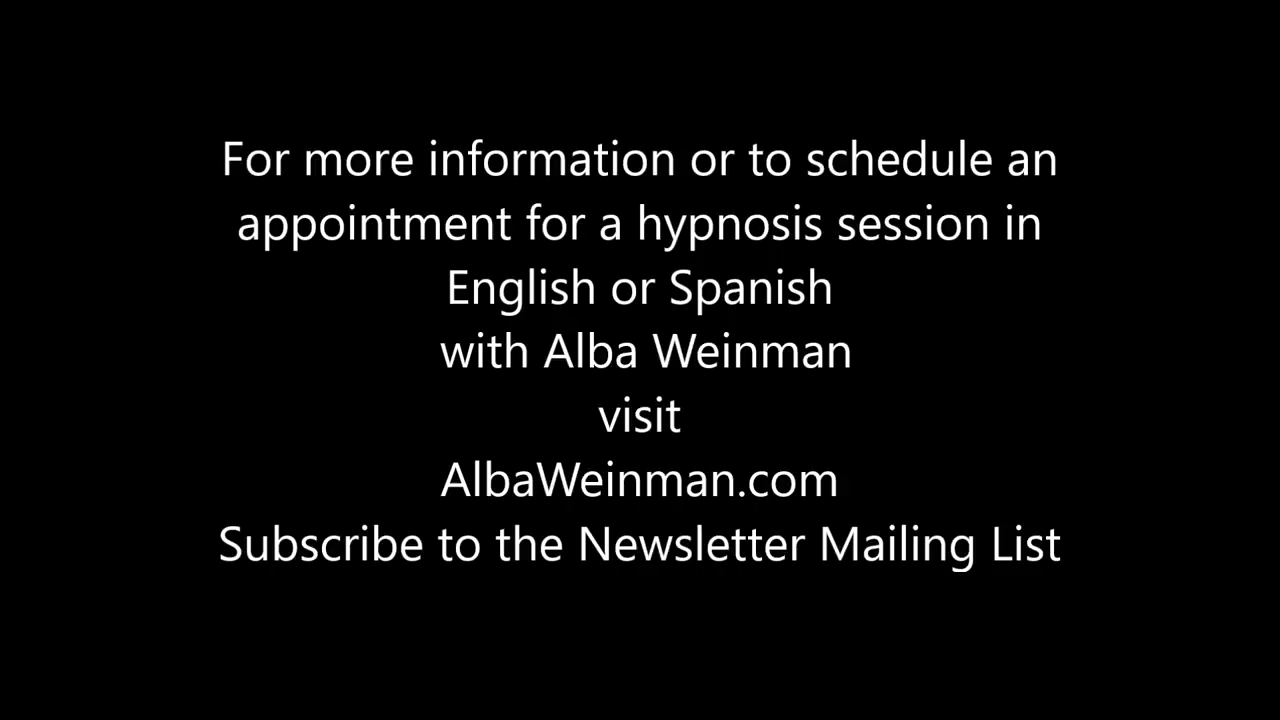 For more information or to schedule an
appointment for a hypnosis session in
English or Spanish
with Alba Weinman
visit
AlbaWeinman.com
Subscribe to the Newsletter Mailing List